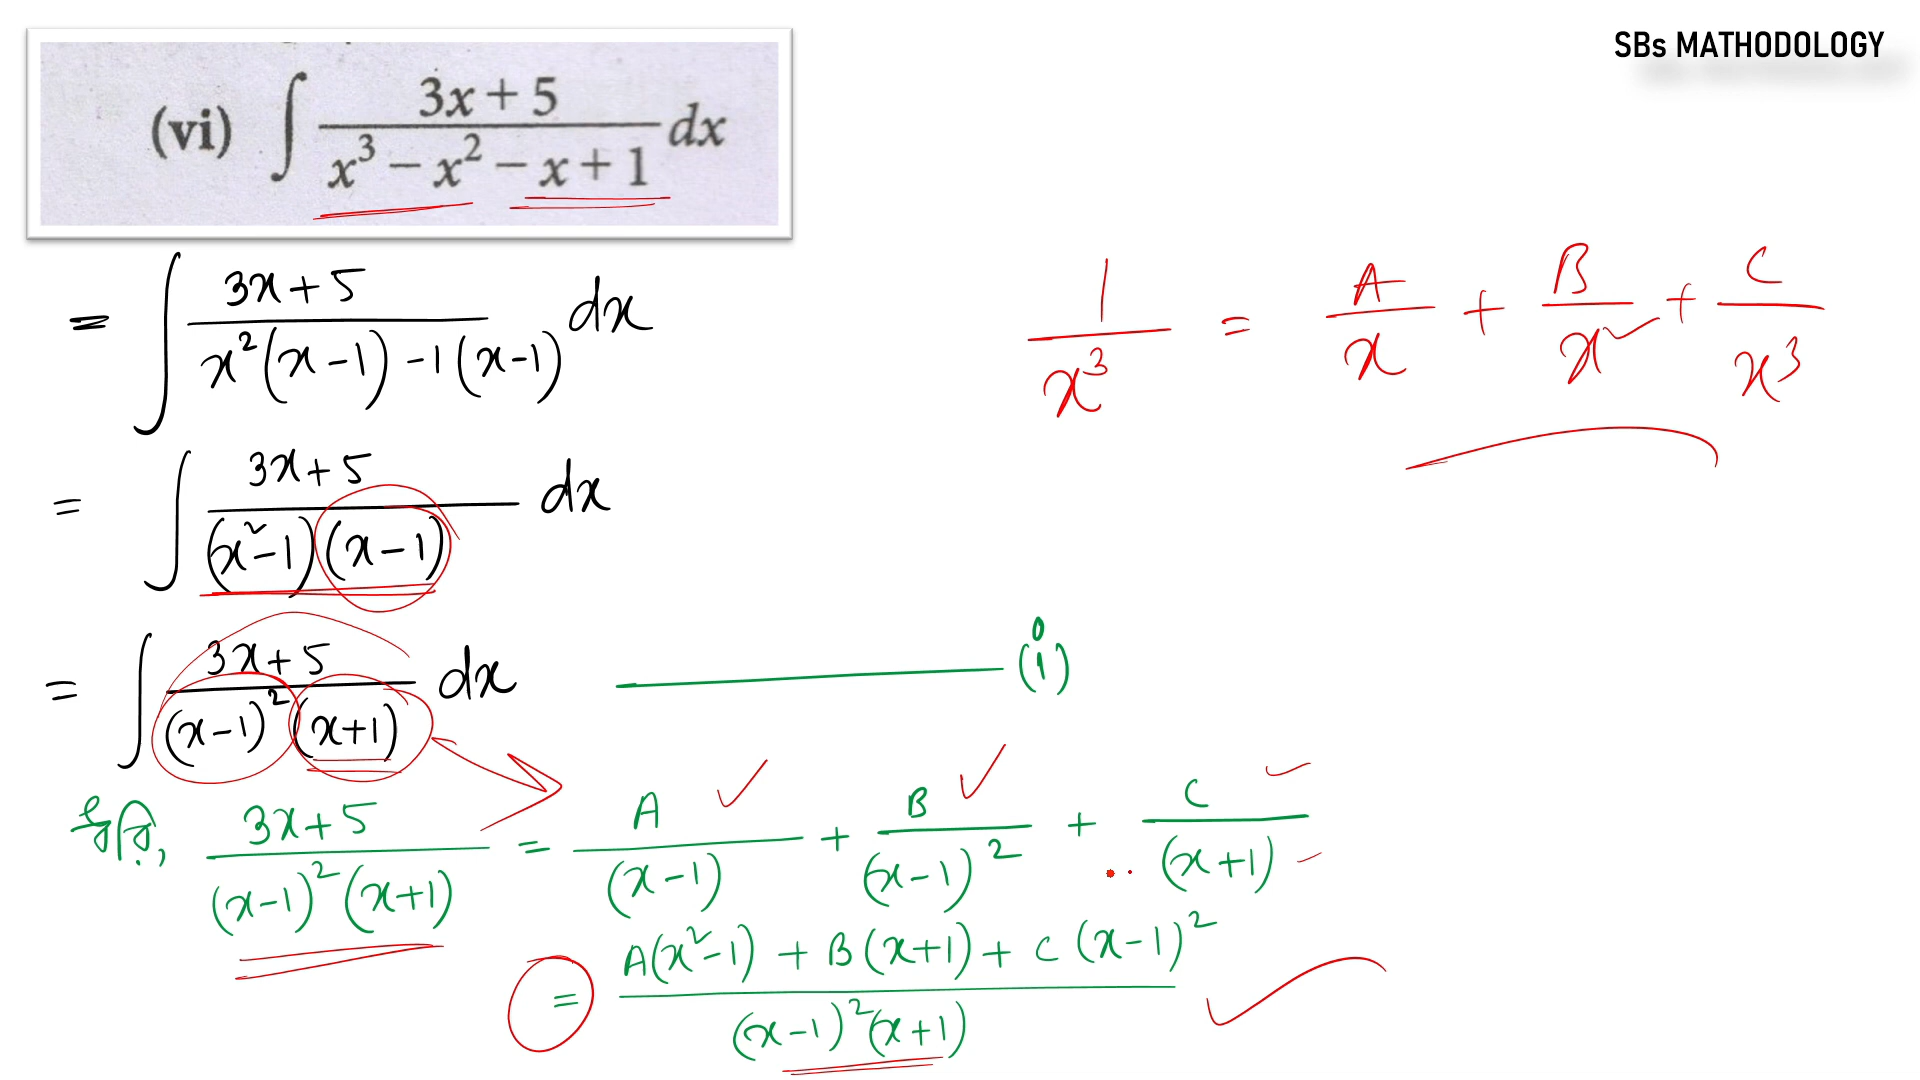 SBs MATHODOLOGY
(vi) ∫ (3x + 5)/(x³ − x² − x + 1) dx
= ∫ (3x+5)/(x²(x−1) −1(x−1)) dx
1/x³ = A/x + B/x² + C/x³
= ∫ (3x+5)/((x²−1)(x−1)) dx
= ∫ (3x+5)/((x−1)²(x+1)) dx ——— (i)
ধরি, (3x+5)/((x−1)²(x+1)) = A/(x−1) + B/(x−1)² + C/(x+1)
= (A(x²−1) + B(x+1) + C(x−1)²)/((x−1)²(x+1))